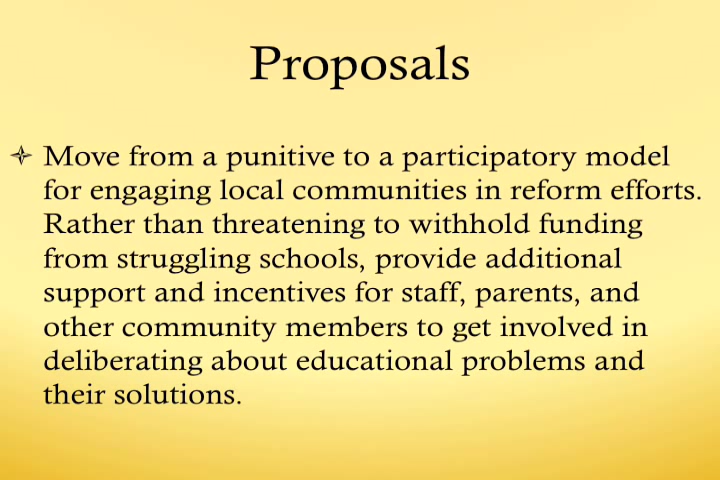 Proposals
Move from a punitive to a participatory model
for engaging local communities in reform efforts.
Rather than threatening to withhold funding
from struggling schools, provide additional
support and incentives for staff, parents, and
other community members to get involved in
deliberating about educational problems and
their solutions.